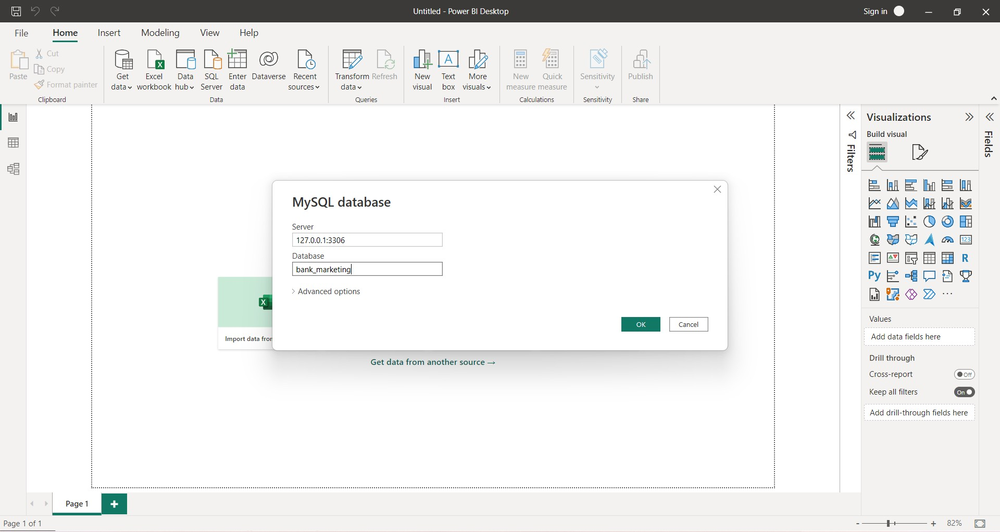 Untitled - Power BI Desktop
Sign in
File
Home
Insert
Modeling
View
Help
Paste
Cut
Copy
Format painter
Clipboard
Get data
Excel workbook
Data hub
SQL Server
Enter data
Dataverse
Recent sources
Data
Transform data
Refresh
Queries
New visual
Text box
More visuals
Insert
New measure
Quick measure
Calculations
Sensitivity
Sensitivity
Publish
Share
MySQL database
Server
127.0.0.1:3306
Database
bank_marketing
Advanced options
OK
Cancel
Import data fro
Get data from another source →
Filters
Visualizations
Build visual
123
R
Py
Values
Add data fields here
Drill through
Cross-report
Off
Keep all filters
On
Add drill-through fields here
Fields
Page 1
Page 1 of 1
82%